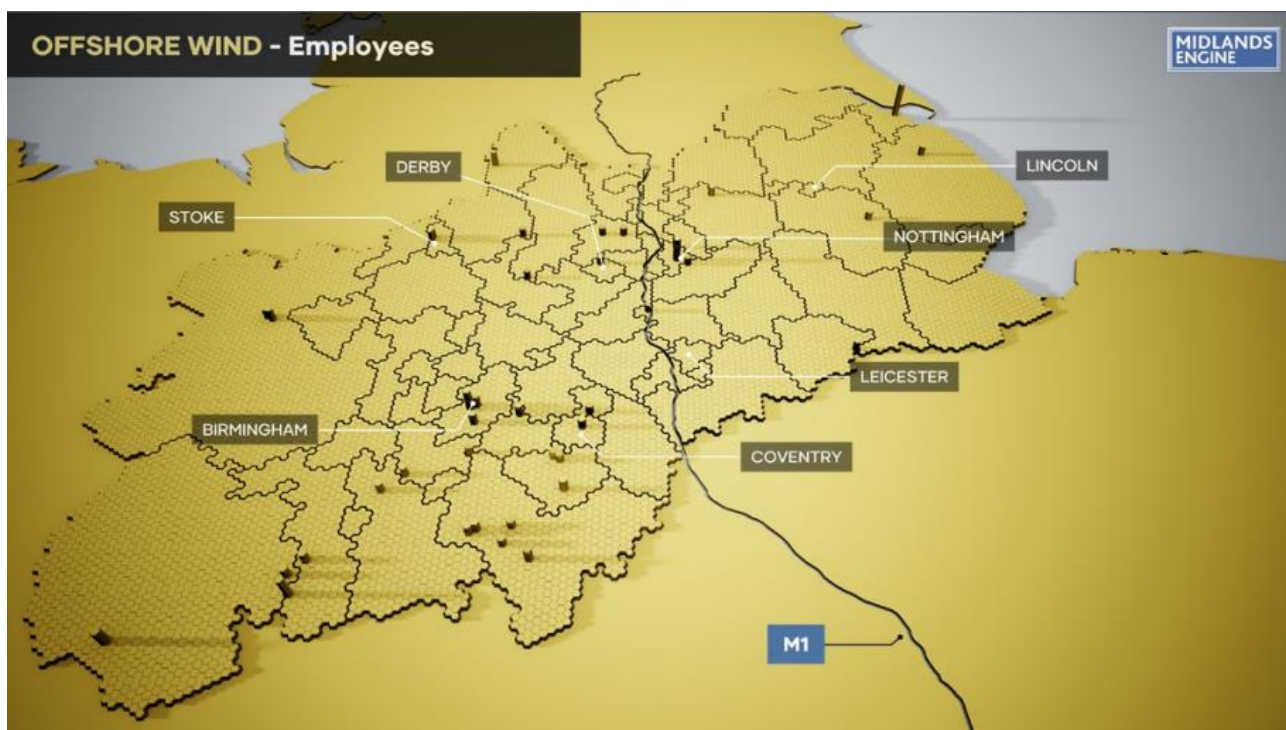 OFFSHORE WIND - Employees
MIDLANDS
ENGINE
DERBY
LINCOLN
STOKE
NOTTINGHAM
LEICESTER
BIRMINGHAM
COVENTRY
M1